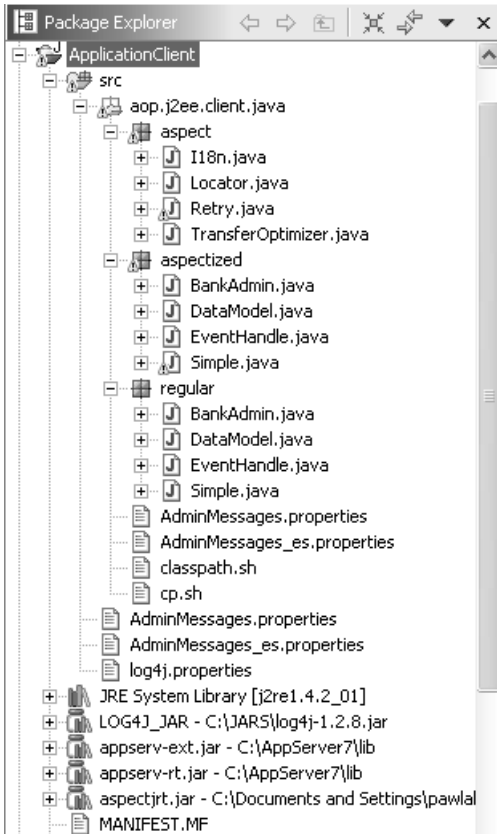 Package Explorer
ApplicationClient
src
aop.j2ee.client.java
aspect
I18n.java
Locator.java
Retry.java
TransferOptimizer.java
aspectized
BankAdmin.java
DataModel.java
EventHandle.java
Simple.java
regular
BankAdmin.java
DataModel.java
EventHandle.java
Simple.java
AdminMessages.properties
AdminMessages_es.properties
classpath.sh
cp.sh
AdminMessages.properties
AdminMessages_es.properties
log4j.properties
JRE System Library [j2re1.4.2_01]
LOG4J_JAR - C:\JARS\log4j-1.2.8.jar
appserv-ext.jar - C:\AppServer7\lib
appserv-rt.jar - C:\AppServer7\lib
aspectjrt.jar - C:\Documents and Settings\pawlal
MANIFEST.MF